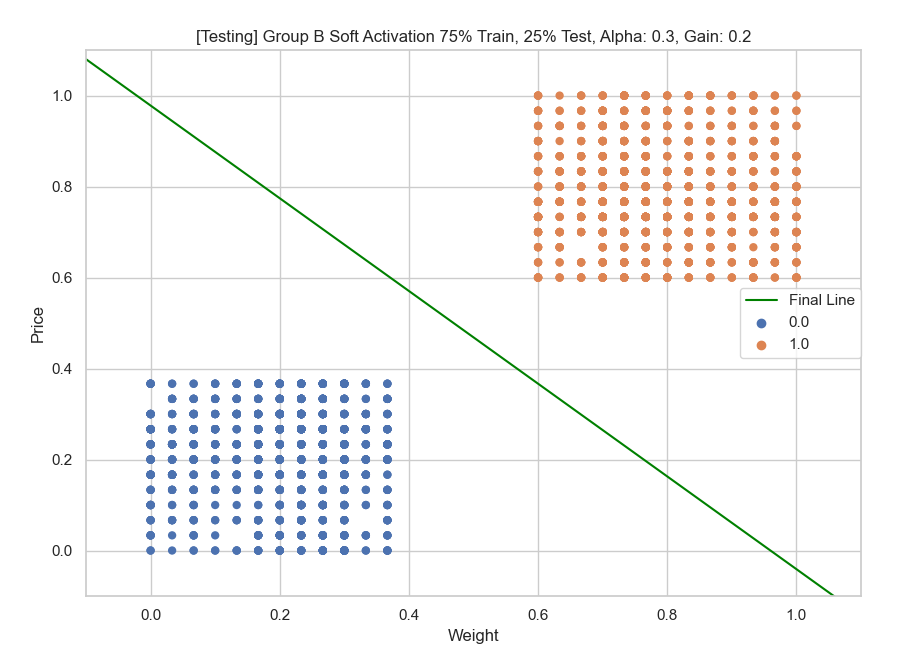 [Testing] Group B Soft Activation 75% Train, 25% Test, Alpha: 0.3, Gain: 0.2
1.0
0.8
0.6
0.4
0.2
0.0
Price
Final Line
0.0
1.0
0.0 0.2 0.4 0.6 0.8 1.0
Weight